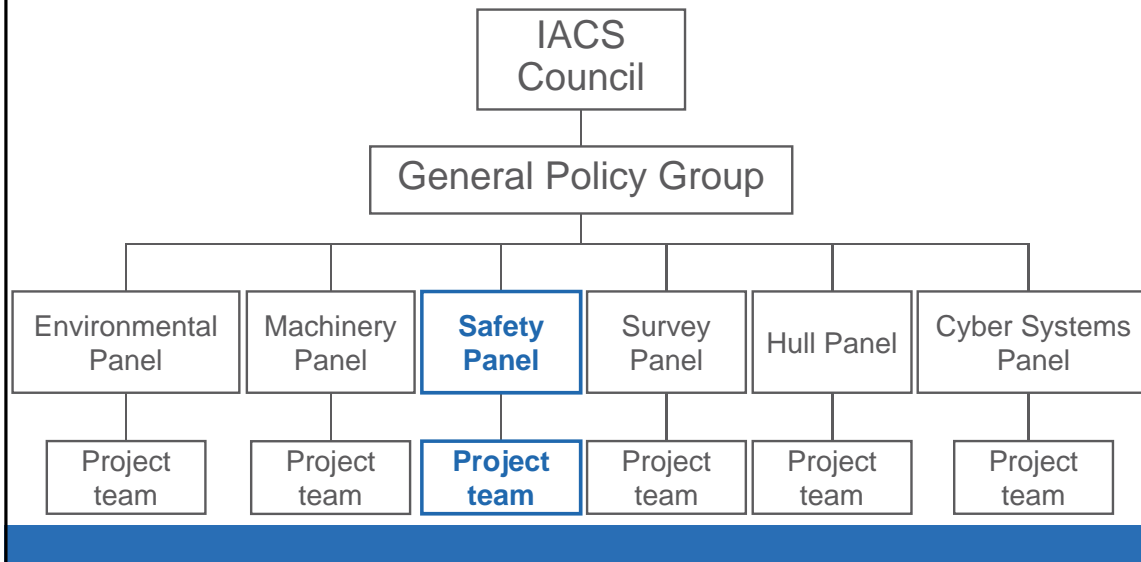 IACS
Council
General Policy Group
Environmental
Panel
Machinery
Panel
Safety
Panel
Survey
Panel
Hull Panel
Cyber Systems
Panel
Project
team
Project
team
Project
team
Project
team
Project
team
Project
team